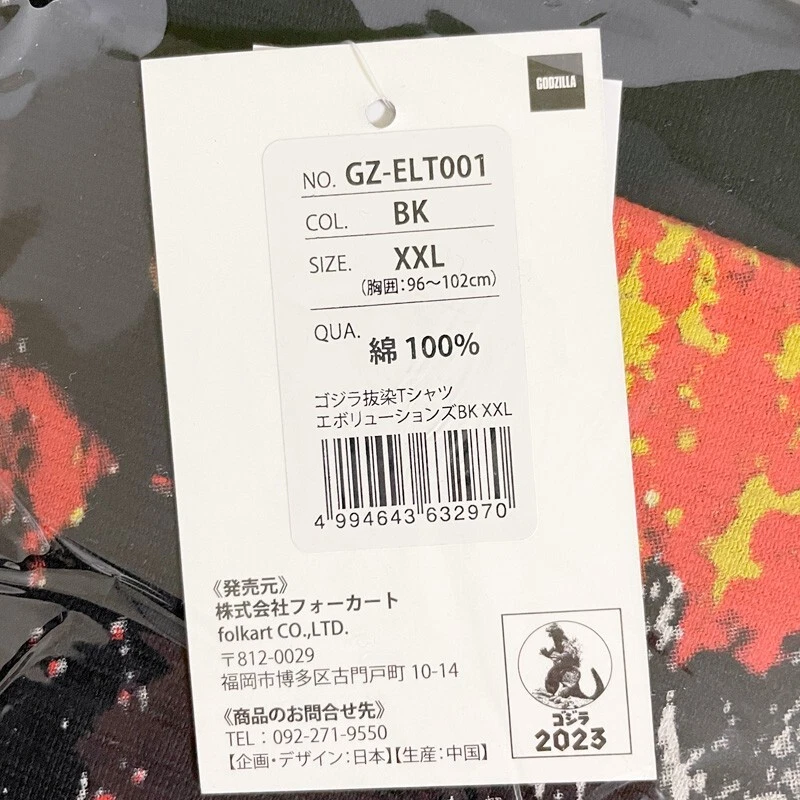 GODZILLA
NO. GZ-ELT001
COL. BK
SIZE. XXL
(胸囲:96〜102cm)
QUA. 綿 100%
ゴジラ抜染Tシャツ
エボリューションズBK XXL
4 994643 632970
《発売元》
株式会社フォーカート
folkart CO.,LTD.
〒812-0029
福岡市博多区古門戸町 10-14
《商品のお問合せ先》
TEL：092-271-9550
【企画・デザイン：日本】【生産：中国】
ゴジラ
2023